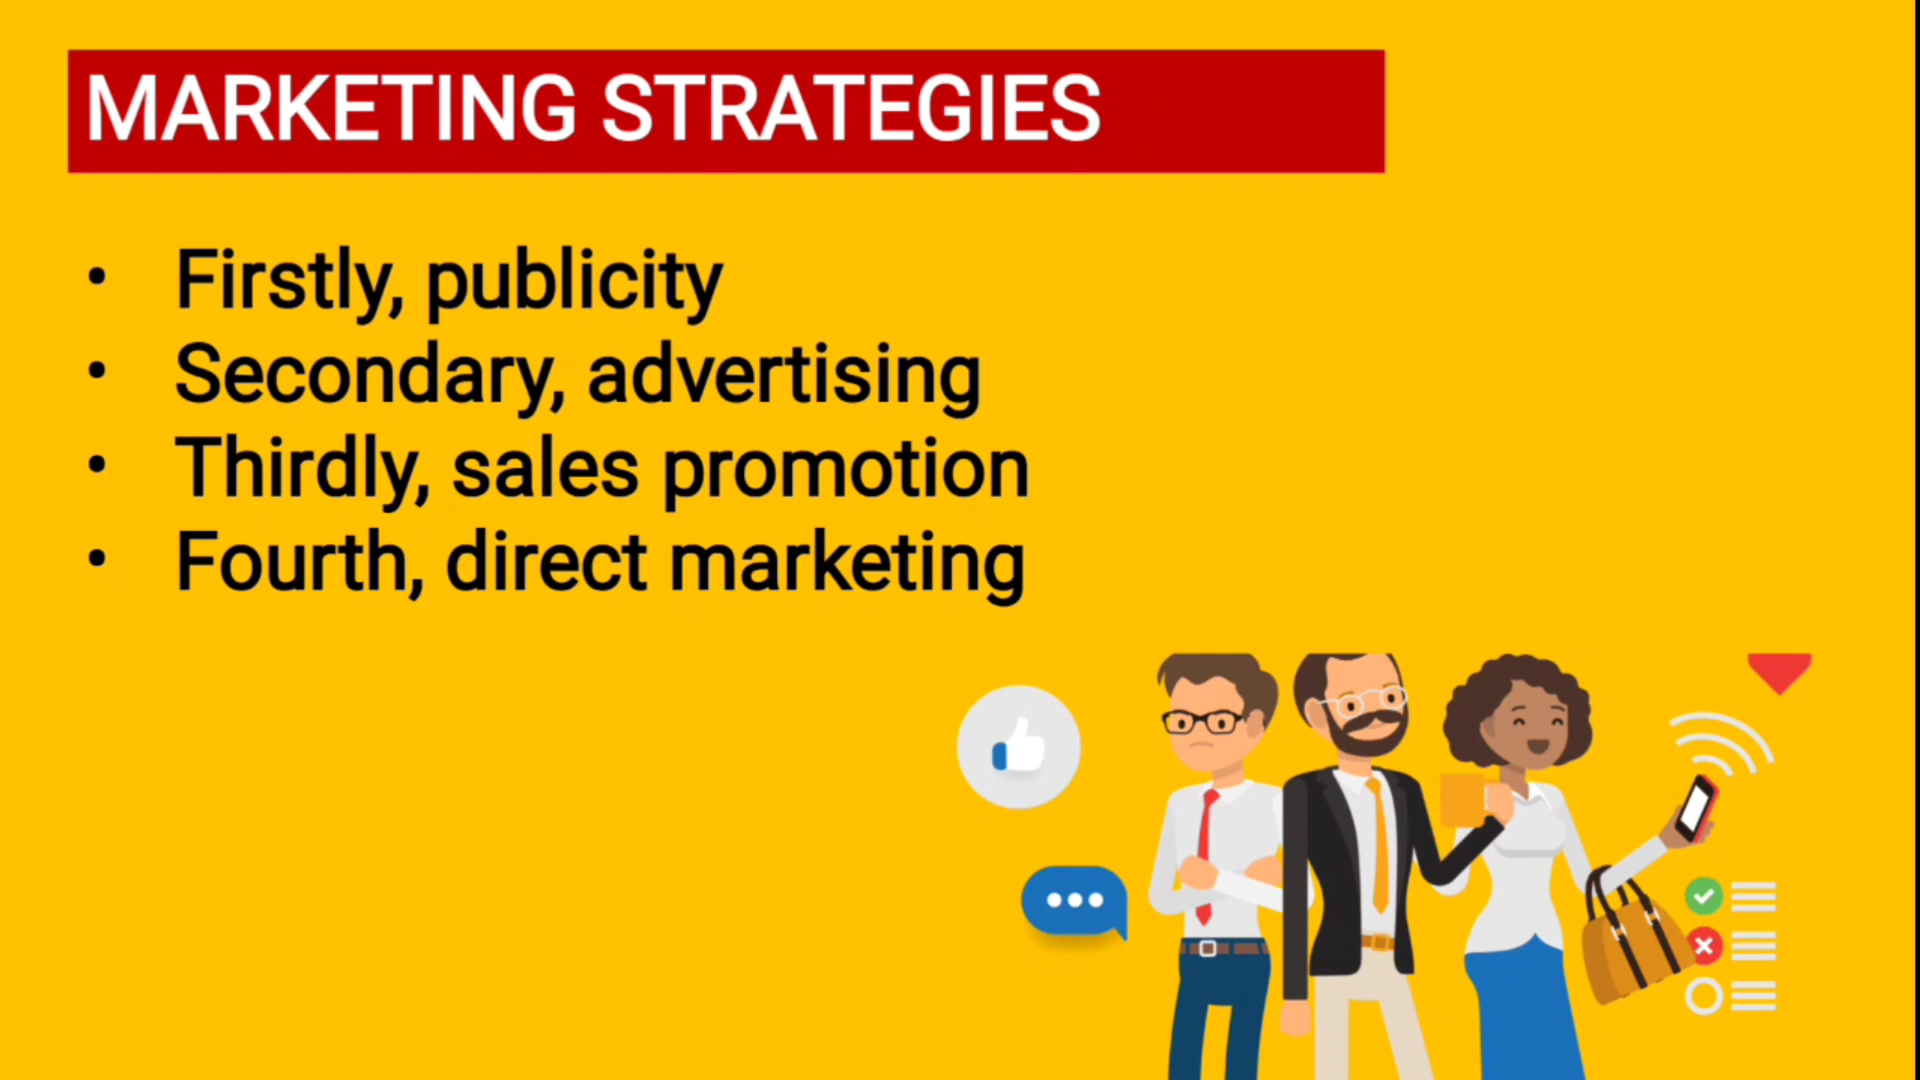 MARKETING STRATEGIES
• Firstly, publicity
• Secondary, advertising
• Thirdly, sales promotion
• Fourth, direct marketing